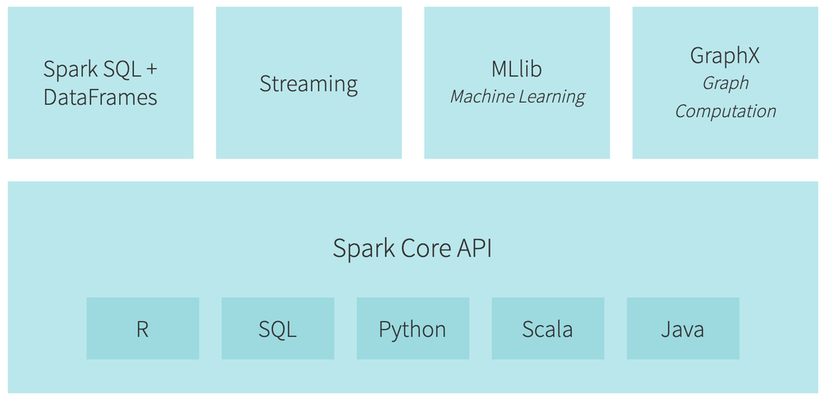 Spark SQL +
DataFrames
Streaming
MLlib
Machine Learning
GraphX
Graph
Computation
Spark Core API
R
SQL
Python
Scala
Java